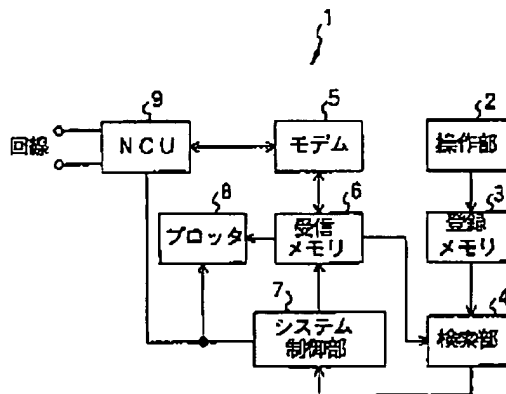 1
9
5
2
回線
NCU
モデム
操作部
8
6
3
プロッタ
受信
メモリ
登録
メモリ
7
4
システム
制御部
検索部